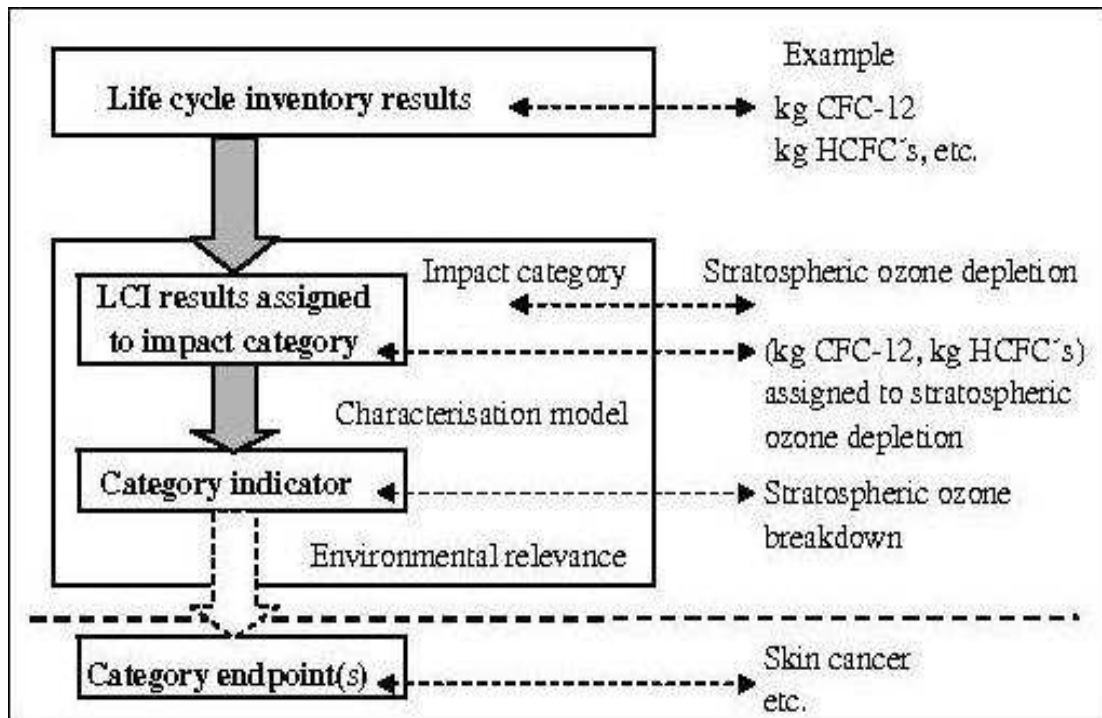 Example
Life cycle inventory results
kg CFC-12
kg HCFC´s, etc.
Impact category
Stratospheric ozone depletion
LCI results assigned
to impact category
(kg CFC-12, kg HCFC´s)
assigned to stratospheric
ozone depletion
Characterisation model
Category indicator
Stratospheric ozone
breakdown
Environmental relevance
Category endpoint(s)
Skin cancer
etc.